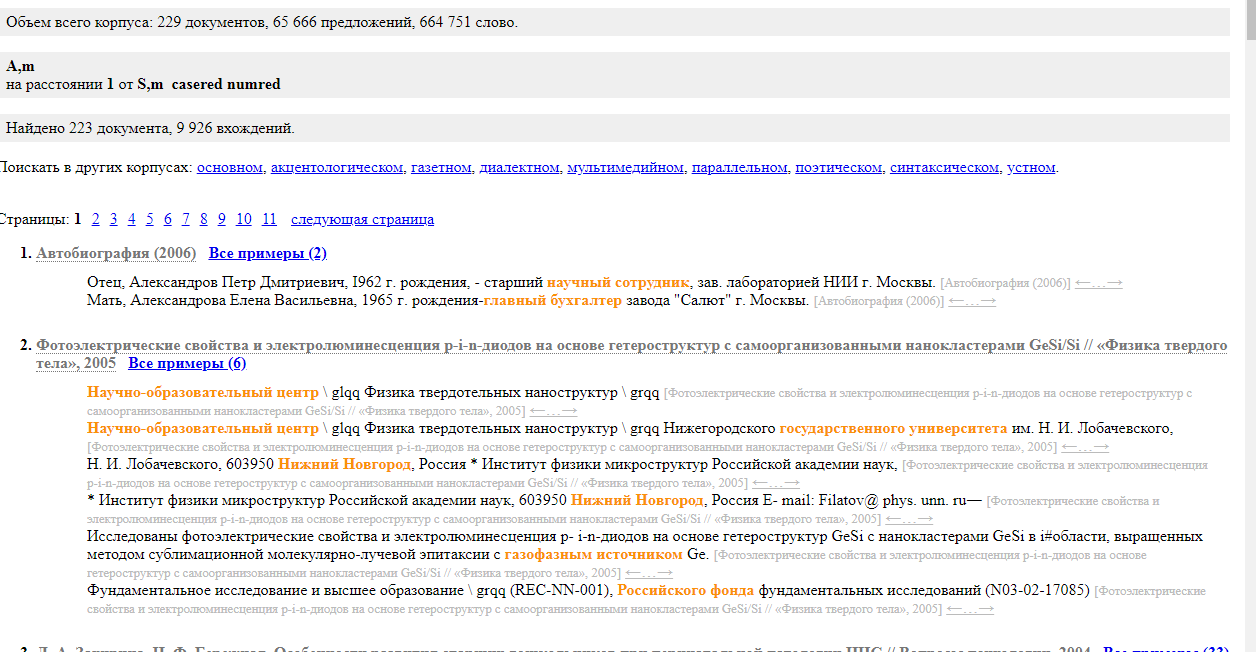 Объем всего корпуса: 229 документов, 65 666 предложений, 664 751 слово.
A,m
на расстоянии 1 от S,m casered numred
Найдено 223 документа, 9 926 вхождений.
Поискать в других корпусах: основном, акцентологическом, газетном, диалектном, мультимедийном, параллельном, поэтическом, синтаксическом, устном.
Страницы: 1 2 3 4 5 6 7 8 9 10 11 следующая страница
1. Автобиография (2006) Все примеры (2)
Отец, Александров Петр Дмитриевич, I962 г. рождения, - старший научный сотрудник, зав. лабораторией НИИ г. Москвы. [Автобиография (2006)] ←…→
Мать, Александрова Елена Васильевна, 1965 г. рождения-главный бухгалтер завода "Салют" г. Москвы. [Автобиография (2006)] ←…→
2. Фотоэлектрические свойства и электролюминесценция p-i-n-диодов на основе гетероструктур с самоорганизованными нанокластерами GeSi/Si // «Физика твердого
тела», 2005 Все примеры (6)
Научно-образовательный центр \ glqq Физика твердотельных наноструктур \ grqq [Фотоэлектрические свойства и электролюминесценция p-i-n-диодов на основе гетероструктур с
самоорганизованными нанокластерами GeSi/Si // «Физика твердого тела», 2005] ←…→
Научно-образовательный центр \ glqq Физика твердотельных наноструктур \ grqq Нижегородского государственного университета им. Н. И. Лобачевского,
[Фотоэлектрические свойства и электролюминесценция p-i-n-диодов на основе гетероструктур с самоорганизованными нанокластерами GeSi/Si // «Физика твердого тела», 2005] ←…→
Н. И. Лобачевского, 603950 Нижний Новгород, Россия * Институт физики микроструктур Российской академии наук, [Фотоэлектрические свойства и электролюминесценция
p-i-n-диодов на основе гетероструктур с самоорганизованными нанокластерами GeSi/Si // «Физика твердого тела», 2005] ←…→
* Институт физики микроструктур Российской академии наук, 603950 Нижний Новгород, Россия E- mail: Filatov@ phys. unn. ru— [Фотоэлектрические свойства и
электролюминесценция p-i-n-диодов на основе гетероструктур с самоорганизованными нанокластерами GeSi/Si // «Физика твердого тела», 2005] ←…→
Исследованы фотоэлектрические свойства и электролюминесценция p- i-n-диодов на основе гетероструктур GeSi с нанокластерами GeSi в i#области, выращенных
методом сублимационной молекулярно-лучевой эпитаксии с газофазным источником Ge. [Фотоэлектрические свойства и электролюминесценция p-i-n-диодов на основе
гетероструктур с самоорганизованными нанокластерами GeSi/Si // «Физика твердого тела», 2005] ←…→
Фундаментальное исследование и высшее образование \ grqq (REC-NN-001), Российского фонда фундаментальных исследований (N03-02-17085) [Фотоэлектрические
свойства и электролюминесценция p-i-n-диодов на основе гетероструктур с самоорганизованными нанокластерами GeSi/Si // «Физика твердого тела», 2005] ←…→